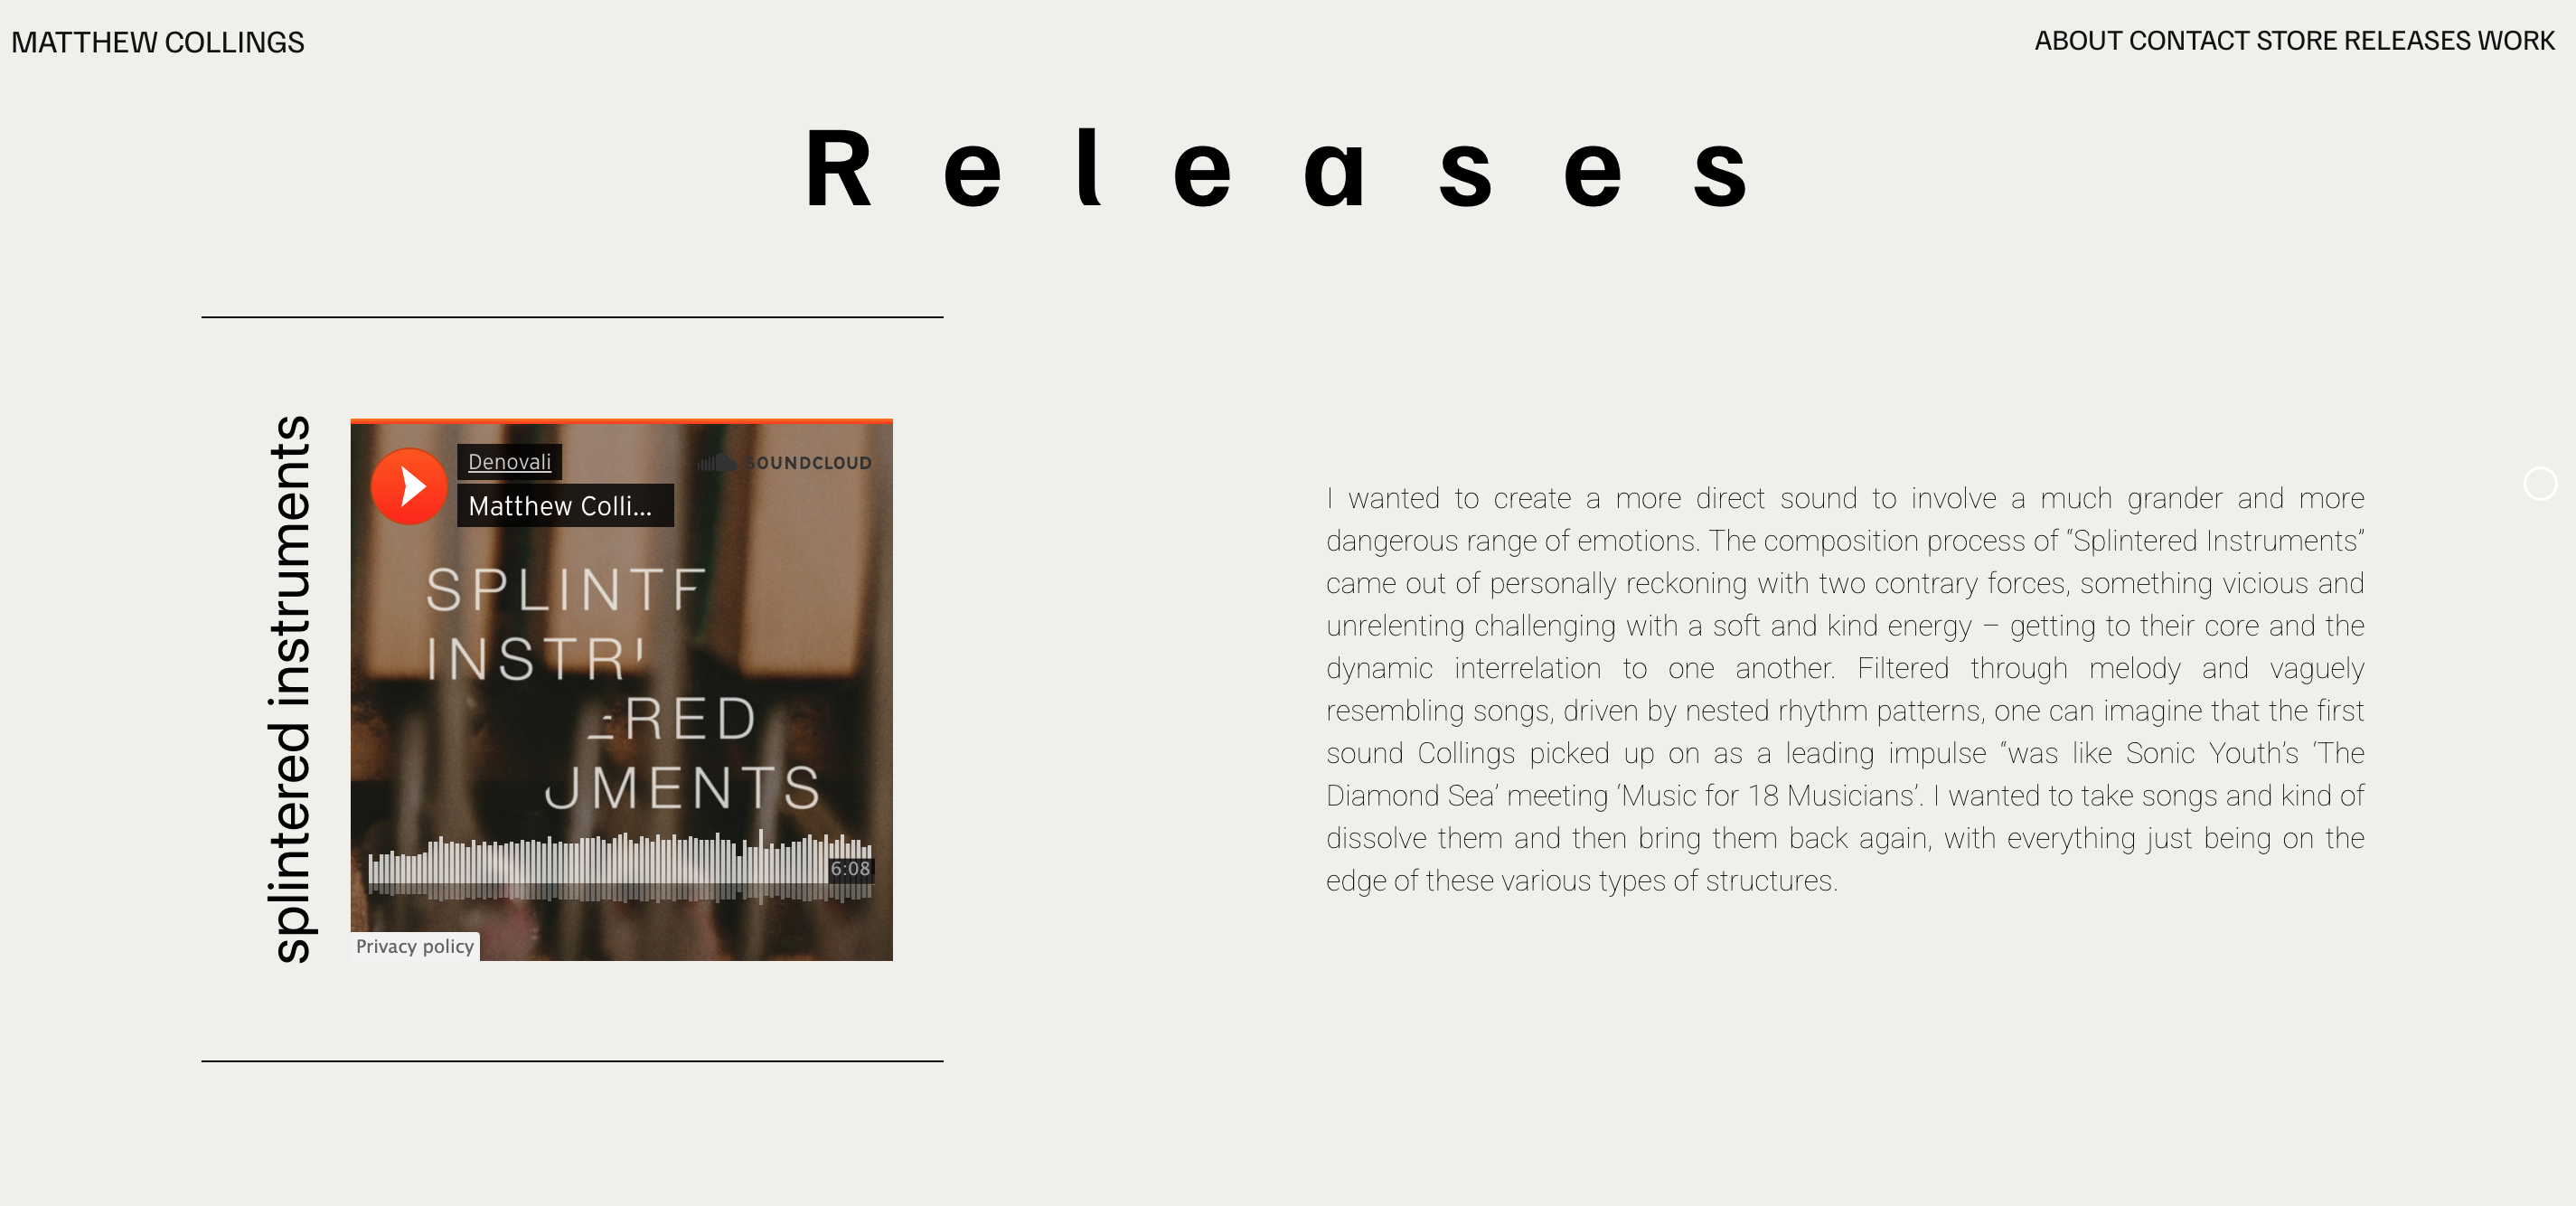 MATTHEW COLLINGS
ABOUT CONTACT STORE RELEASES WORK
Releases
splintered instruments
Denovali
SOUNDCLOUD
Matthew Colli...
SPLINTE
INSTRU
ERED
UMENTS
6:08
Privacy policy
I wanted to create a more direct sound to involve a much grander and more
dangerous range of emotions. The composition process of “Splintered Instruments”
came out of personally reckoning with two contrary forces, something vicious and
unrelenting challenging with a soft and kind energy – getting to their core and the
dynamic interrelation to one another. Filtered through melody and vaguely
resembling songs, driven by nested rhythm patterns, one can imagine that the first
sound Collings picked up on as a leading impulse “was like Sonic Youth’s ‘The
Diamond Sea’ meeting ‘Music for 18 Musicians’. I wanted to take songs and kind of
dissolve them and then bring them back again, with everything just being on the
edge of these various types of structures.